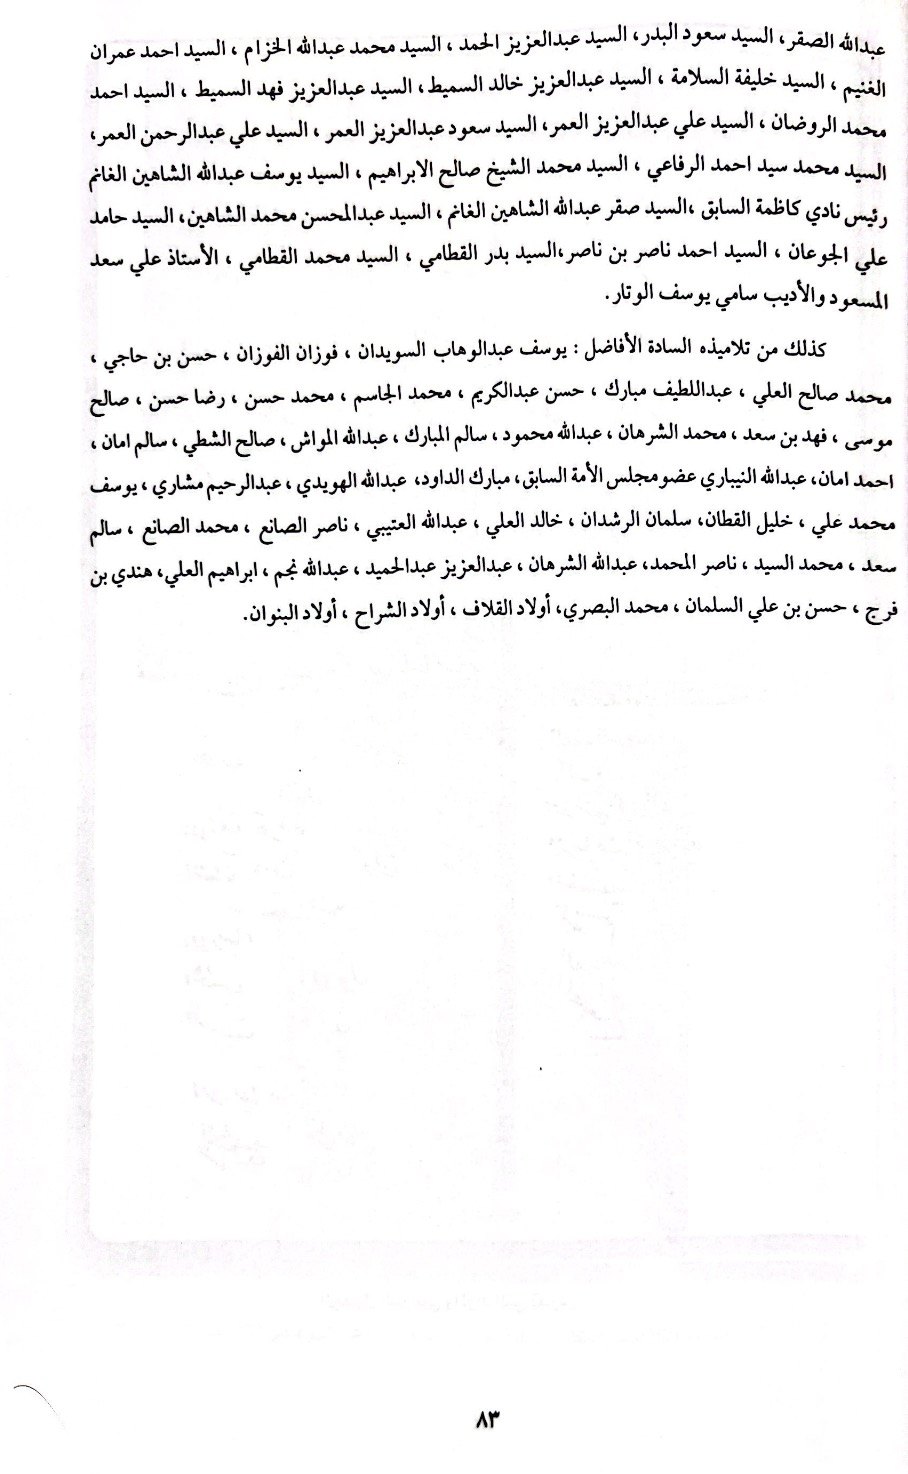 عبدالله الصقر، السيد سعود البدر، السيد عبدالعزيز الحمد ، السيد محمد عبدالله الخزام ، السيد احمد عمران
الغنيم ، السيد خليفة السلامة ، السيد عبدالعزيز خالد السميط، السيد عبدالعزيز فهد السميط ، السيد احمد
محمد الروضان ، السيد علي عبدالعزيز العمر، السيد سعود عبدالعزيز العمر ، السيد علي عبدالرحمن العمر،
السيد محمد سيد احمد الرفاعي ، السيد محمد الشيخ صالح الابراهيم ، السيد يوسف عبدالله الشاهين الغانم
رئيس نادي كاظمة السابق ،السيد صقر عبدالله الشاهين الغانم ، السيد عبدالمحسن محمد الشاهين، السيد حامد
علي الجوعان ، السيد احمد ناصر بن ناصر،السيد بدر القطامي ، السيد محمد القطامي ، الأستاذ علي سعد
المسعود والأديب سامي يوسف الوتار.
كذلك من تلاميذه السادة الأفاضل : يوسف عبدالوهاب السويدان ، فوزان الفوزان ، حسن بن حاجي ،
محمد صالح العلي ، عبداللطيف مبارك ، حسن عبدالكريم ، محمد الجاسم ، محمد حسن ، رضا حسن ، صالح
موسى ، فهد بن سعد ، محمد الشرهان ، عبدالله محمود ، سالم المبارك ، عبدالله المواش ، صالح الشطي ، سالم امان ،
احمد امان، عبدالله النيباري عضو مجلس الأمة السابق، مبارك الداود، عبدالله الهويدي ، عبدالرحيم مشاري ، يوسف
محمد علي ، خليل القطان، سلمان الرشدان ، خالد العلي ، عبدالله العتيبي ، ناصر الصانع ، محمد الصانع ، سالم
سعد ، محمد السيد ، ناصر المحمد، عبدالله الشرهان ، عبدالعزيز عبدالحميد ، عبدالله نجم ، ابراهيم العلي، هندي بن
فرج ، حسن بن علي السلمان ، محمد البصري، أولاد القلاف ، أولاد الشراح ، أولاد البنوان.
٨٣